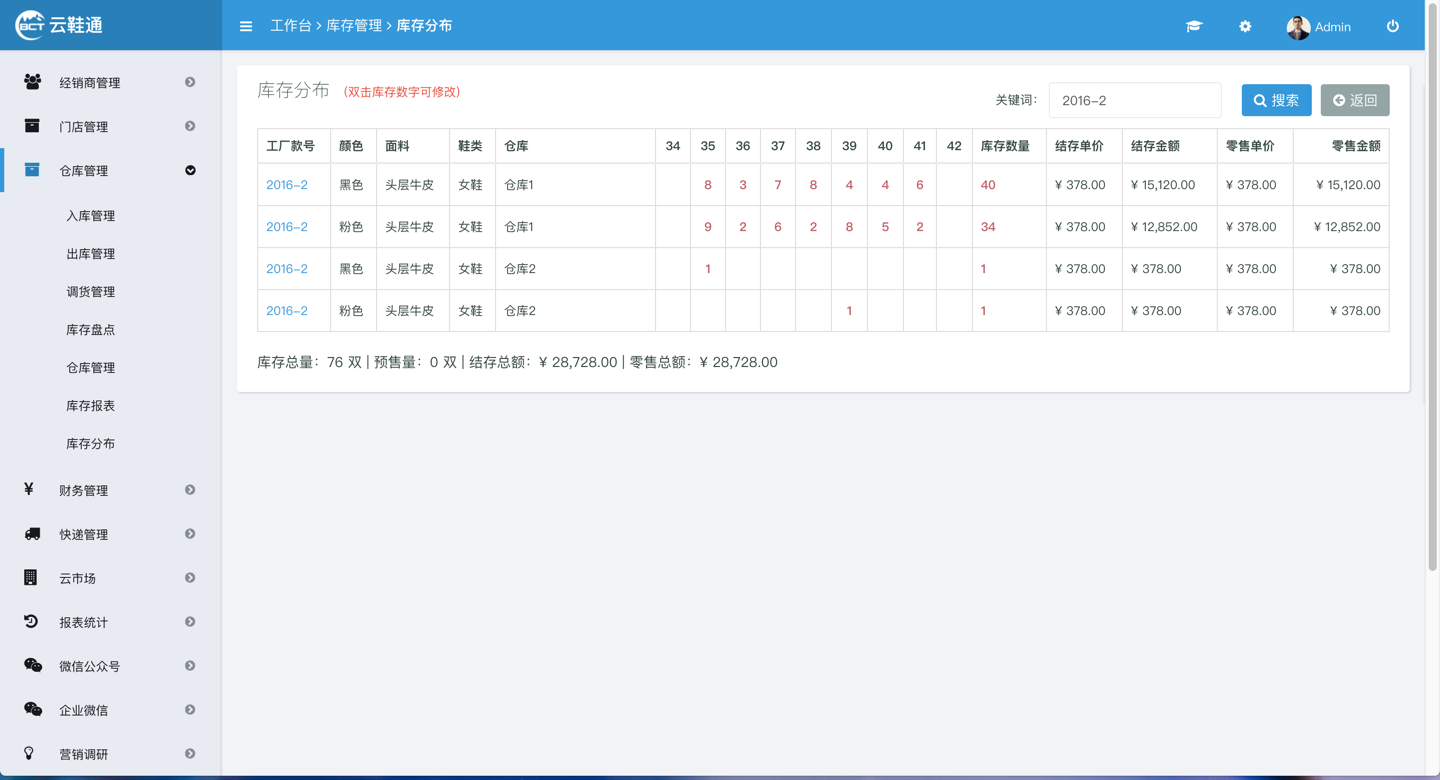 BCT 云鞋通
工作台 > 库存管理 > 库存分布
Admin
经销商管理
门店管理
仓库管理
入库管理
出库管理
调货管理
库存盘点
仓库管理
库存报表
库存分布
¥ 财务管理
快递管理
云市场
报表统计
微信公众号
企业微信
营销调研
库存分布 (双击库存数字可修改)
关键词: 2016-2 搜索 返回
工厂款号 颜色 面料 鞋类 仓库 34 35 36 37 38 39 40 41 42 库存数量 结存单价 结存金额 零售单价 零售金额
2016-2 黑色 头层牛皮 女鞋 仓库1 8 3 7 8 4 4 6 40 ¥ 378.00 ¥ 15,120.00 ¥ 378.00 ¥ 15,120.00
2016-2 粉色 头层牛皮 女鞋 仓库1 9 2 6 2 8 5 2 34 ¥ 378.00 ¥ 12,852.00 ¥ 378.00 ¥ 12,852.00
2016-2 黑色 头层牛皮 女鞋 仓库2 1 1 ¥ 378.00 ¥ 378.00 ¥ 378.00 ¥ 378.00
2016-2 粉色 头层牛皮 女鞋 仓库2 1 1 ¥ 378.00 ¥ 378.00 ¥ 378.00 ¥ 378.00
库存总量：76 双 | 预售量：0 双 | 结存总额：¥ 28,728.00 | 零售总额：¥ 28,728.00